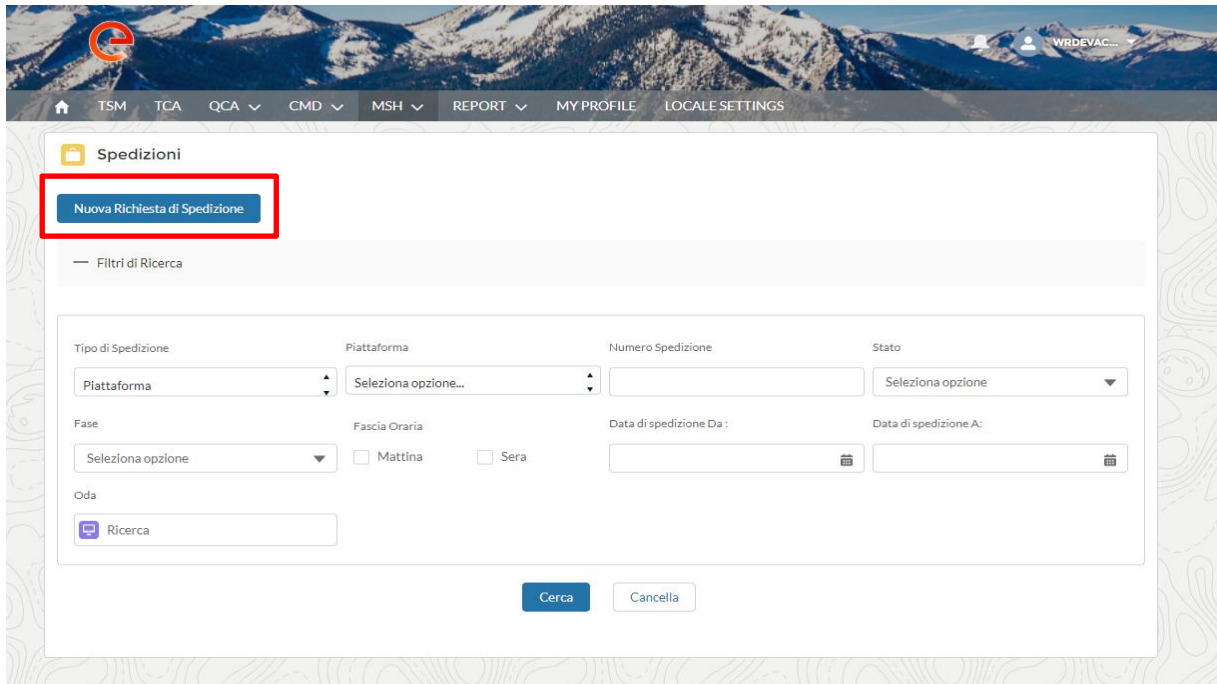 e
WRDEVAC...
TSM TCA QCA CMD MSH REPORT MY PROFILE LOCALE SETTINGS
Spedizioni
Nuova Richiesta di Spedizione
— Filtri di Ricerca
Tipo di Spedizione Piattaforma Numero Spedizione Stato
Piattaforma Seleziona opzione... Seleziona opzione
Fase Fascia Oraria Data di spedizione Da : Data di spedizione A:
Seleziona opzione Mattina Sera
Oda
Ricerca
Cerca Cancella